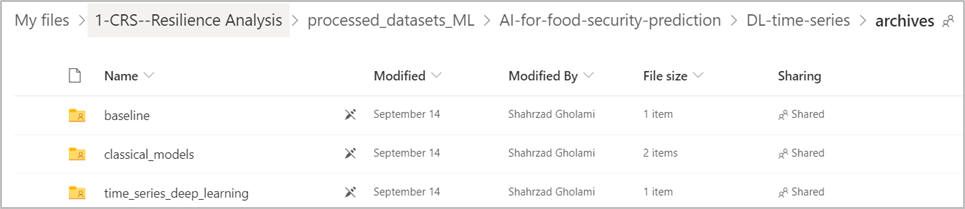 My files > 1-CRS--Resilience Analysis > processed_datasets_ML > AI-for-food-security-prediction > DL-time-series > archives
Name Modified Modified By File size Sharing
baseline September 14 Shahrzad Gholami 1 item Shared
classical_models September 14 Shahrzad Gholami 2 items Shared
time_series_deep_learning September 14 Shahrzad Gholami 1 item Shared